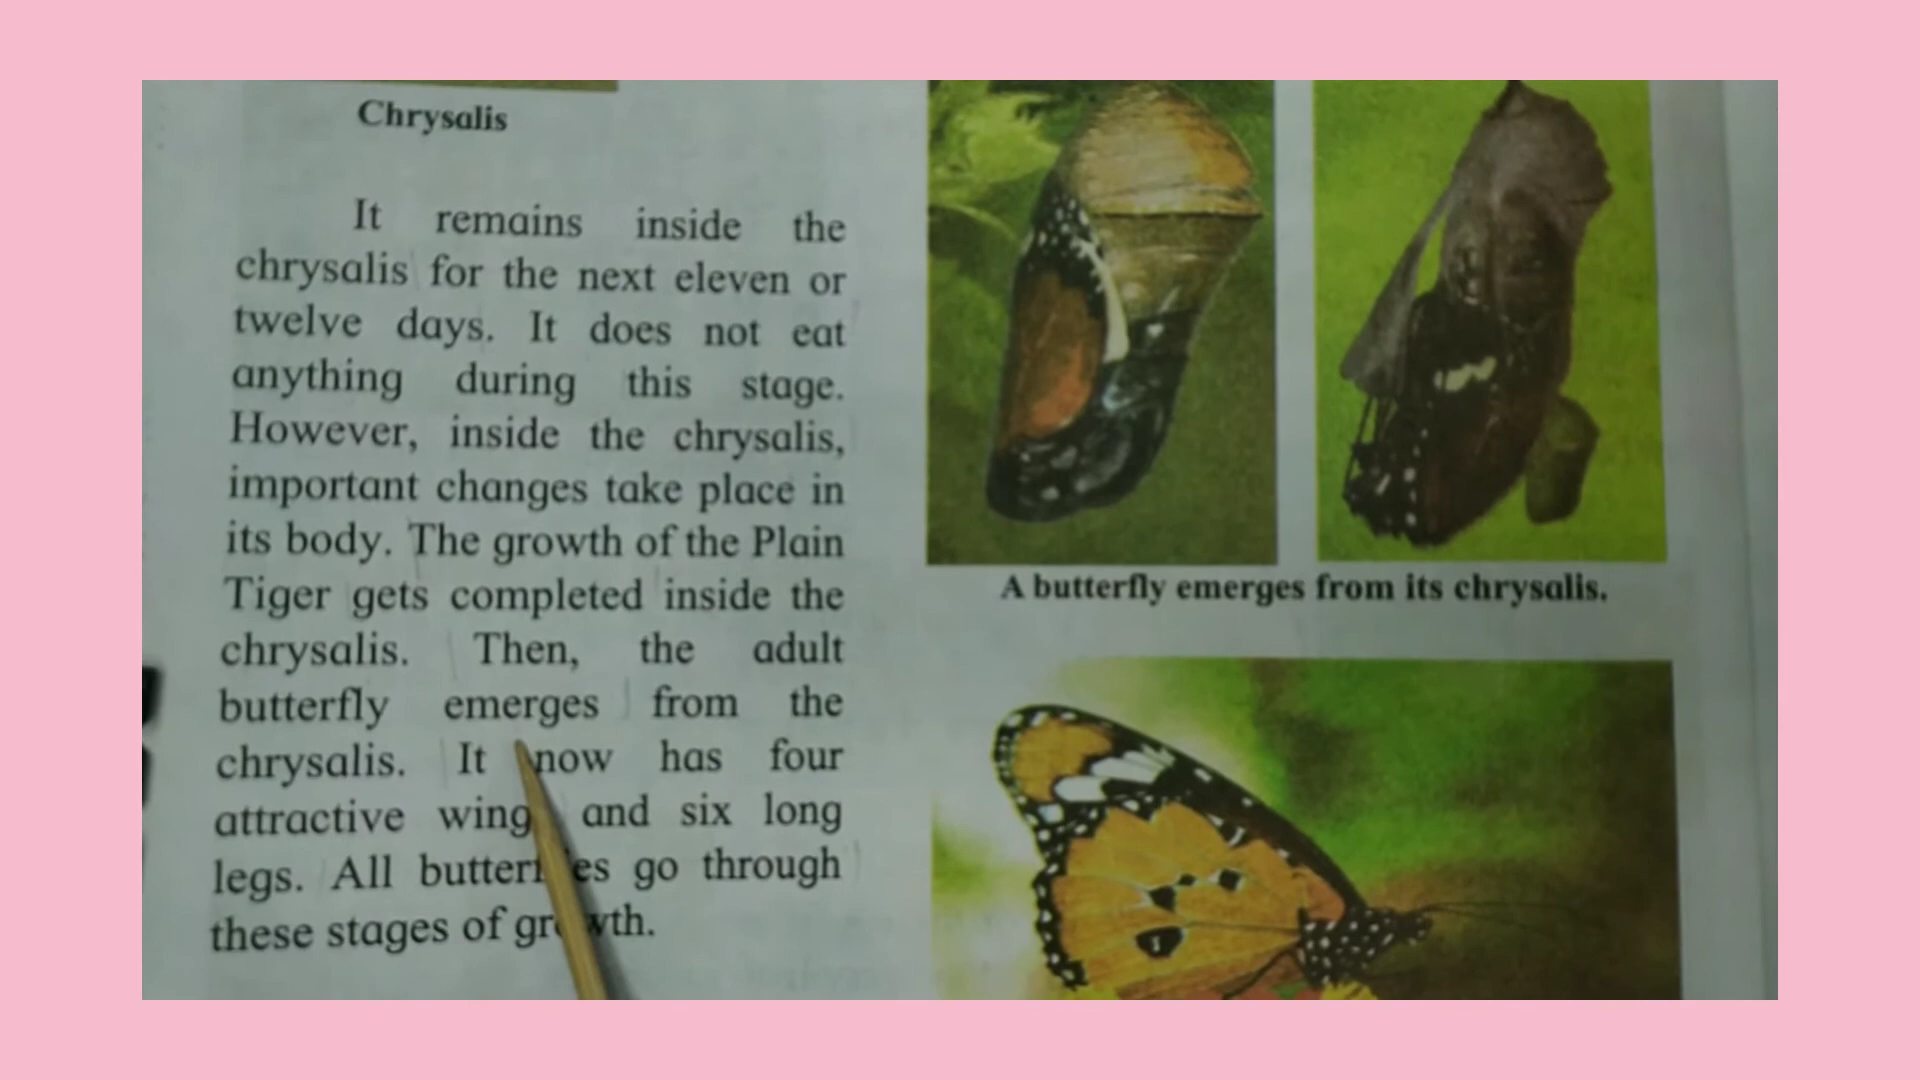 Chrysalis
It remains inside the
chrysalis for the next eleven or
twelve days. It does not eat
anything during this stage.
However, inside the chrysalis,
important changes take place in
its body. The growth of the Plain
Tiger gets completed inside the
chrysalis. Then, the adult
butterfly emerges from the
chrysalis. It now has four
attractive wings and six long
legs. All butterflies go through
these stages of growth.
A butterfly emerges from its chrysalis.